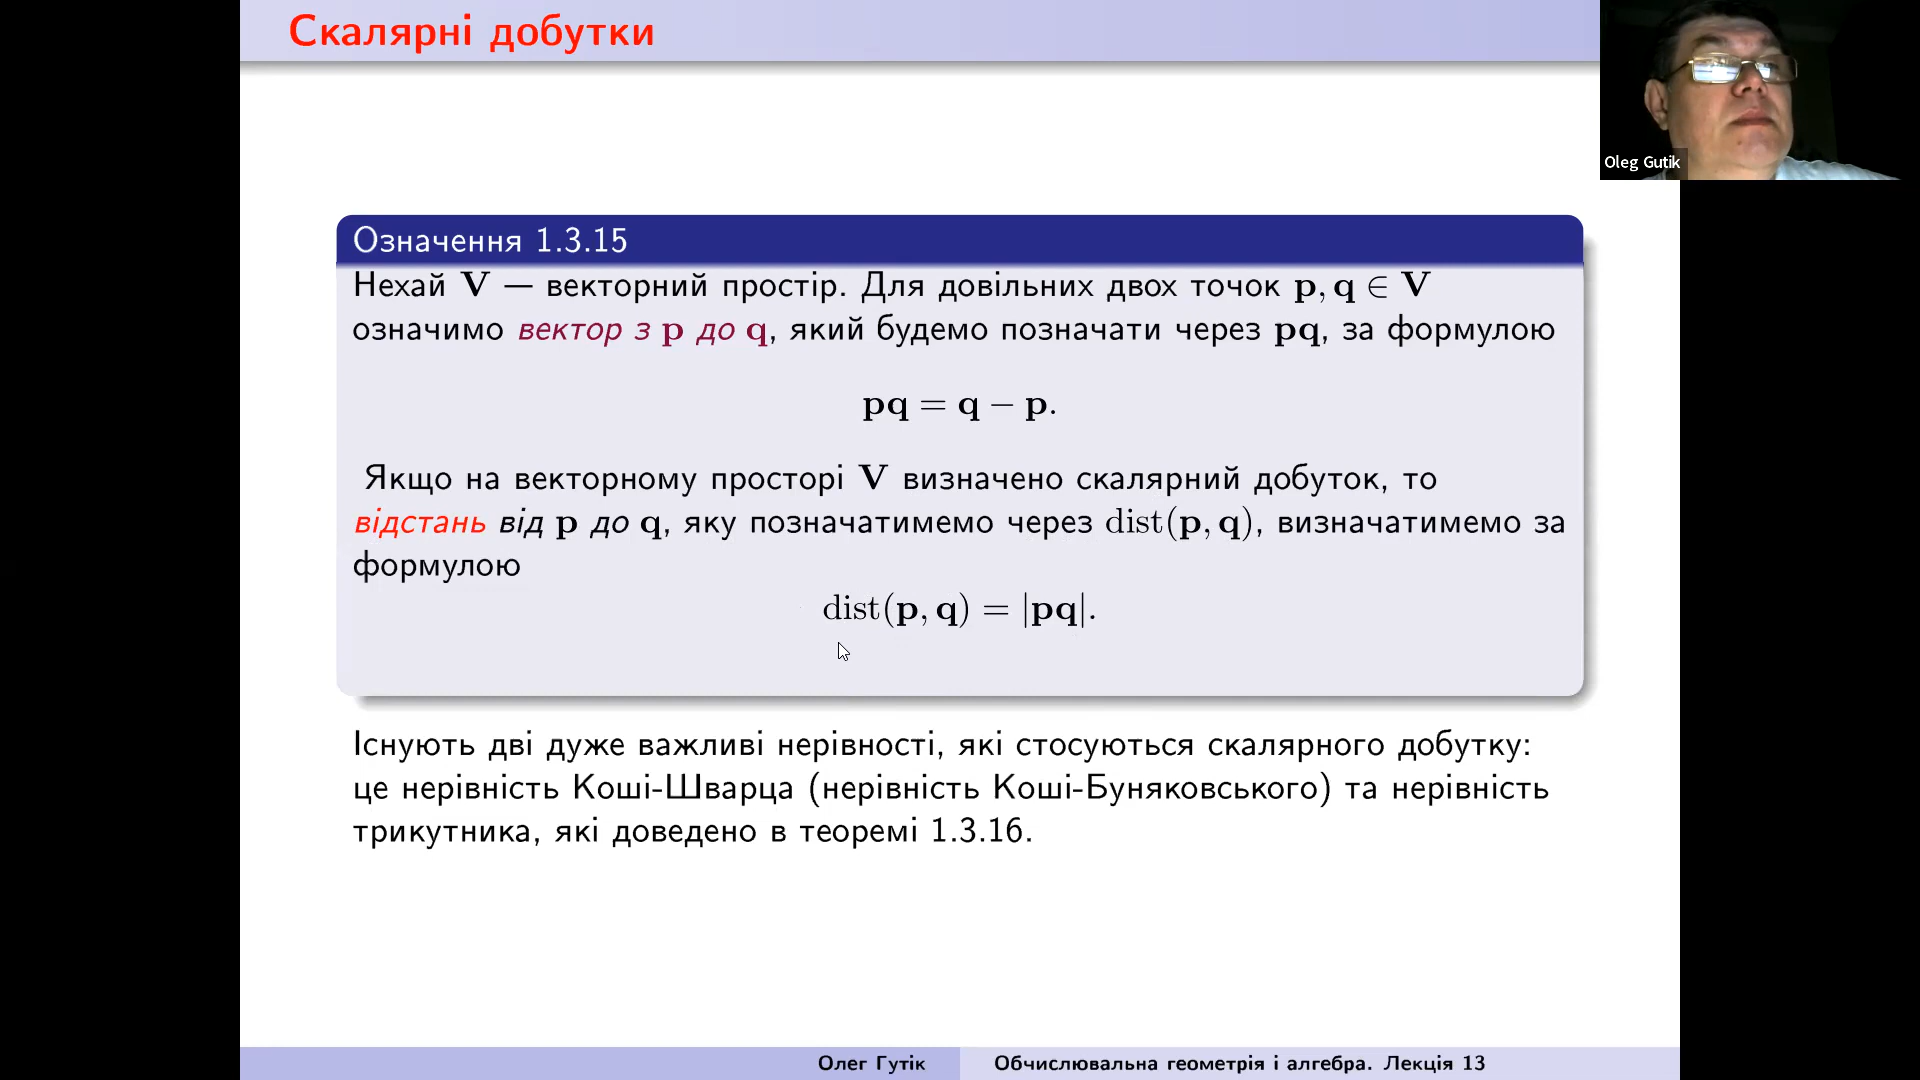 Скалярні добутки
Oleg Gutik
Означення 1.3.15
Нехай V — векторний простір. Для довільних двох точок p, q ∈ V
означимо вектор з p до q, який будемо позначати через pq, за формулою
pq = q − p.
Якщо на векторному просторі V визначено скалярний добуток, то
відстань від p до q, яку позначатимемо через dist(p, q), визначатимемо за
формулою
dist(p, q) = |pq|.
Існують дві дуже важливі нерівності, які стосуються скалярного добутку:
це нерівність Коші-Шварца (нерівність Коші-Буняковського) та нерівність
трикутника, які доведено в теоремі 1.3.16.
Олег Гутік
Обчислювальна геометрія і алгебра. Лекція 13